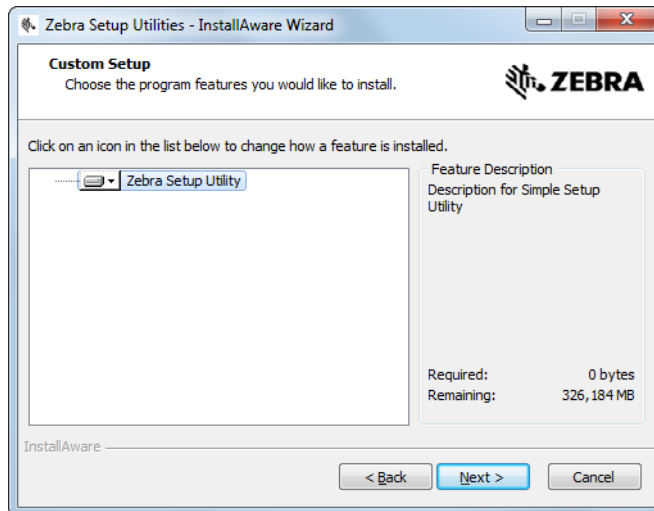 Zebra Setup Utilities - InstallAware Wizard
Custom Setup
Choose the program features you would like to install.
ZEBRA
Click on an icon in the list below to change how a feature is installed.
Zebra Setup Utility
Feature Description
Description for Simple Setup
Utility
Required: 0 bytes
Remaining: 326,184 MB
InstallAware
< Back Next > Cancel